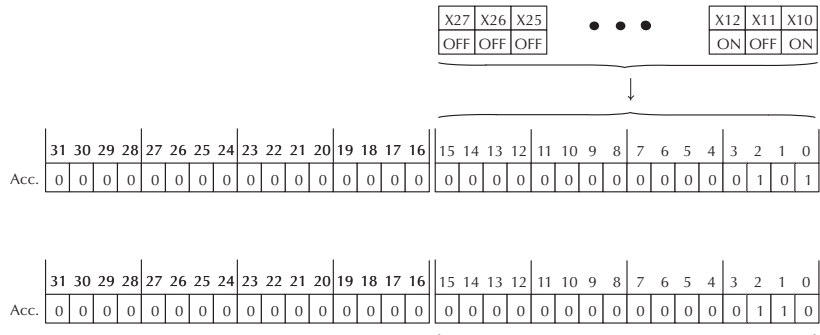 X27 X26 X25 X12 X11 X10
OFF OFF OFF ON OFF ON
31 30 29 28 27 26 25 24 23 22 21 20 19 18 17 16 15 14 13 12 11 10 9 8 7 6 5 4 3 2 1 0
Acc. 0 0 0 0 0 0 0 0 0 0 0 0 0 0 0 0 0 0 0 0 0 0 0 0 0 0 0 0 0 1 0 1
31 30 29 28 27 26 25 24 23 22 21 20 19 18 17 16 15 14 13 12 11 10 9 8 7 6 5 4 3 2 1 0
Acc. 0 0 0 0 0 0 0 0 0 0 0 0 0 0 0 0 0 0 0 0 0 0 0 0 0 0 0 0 0 1 1 0